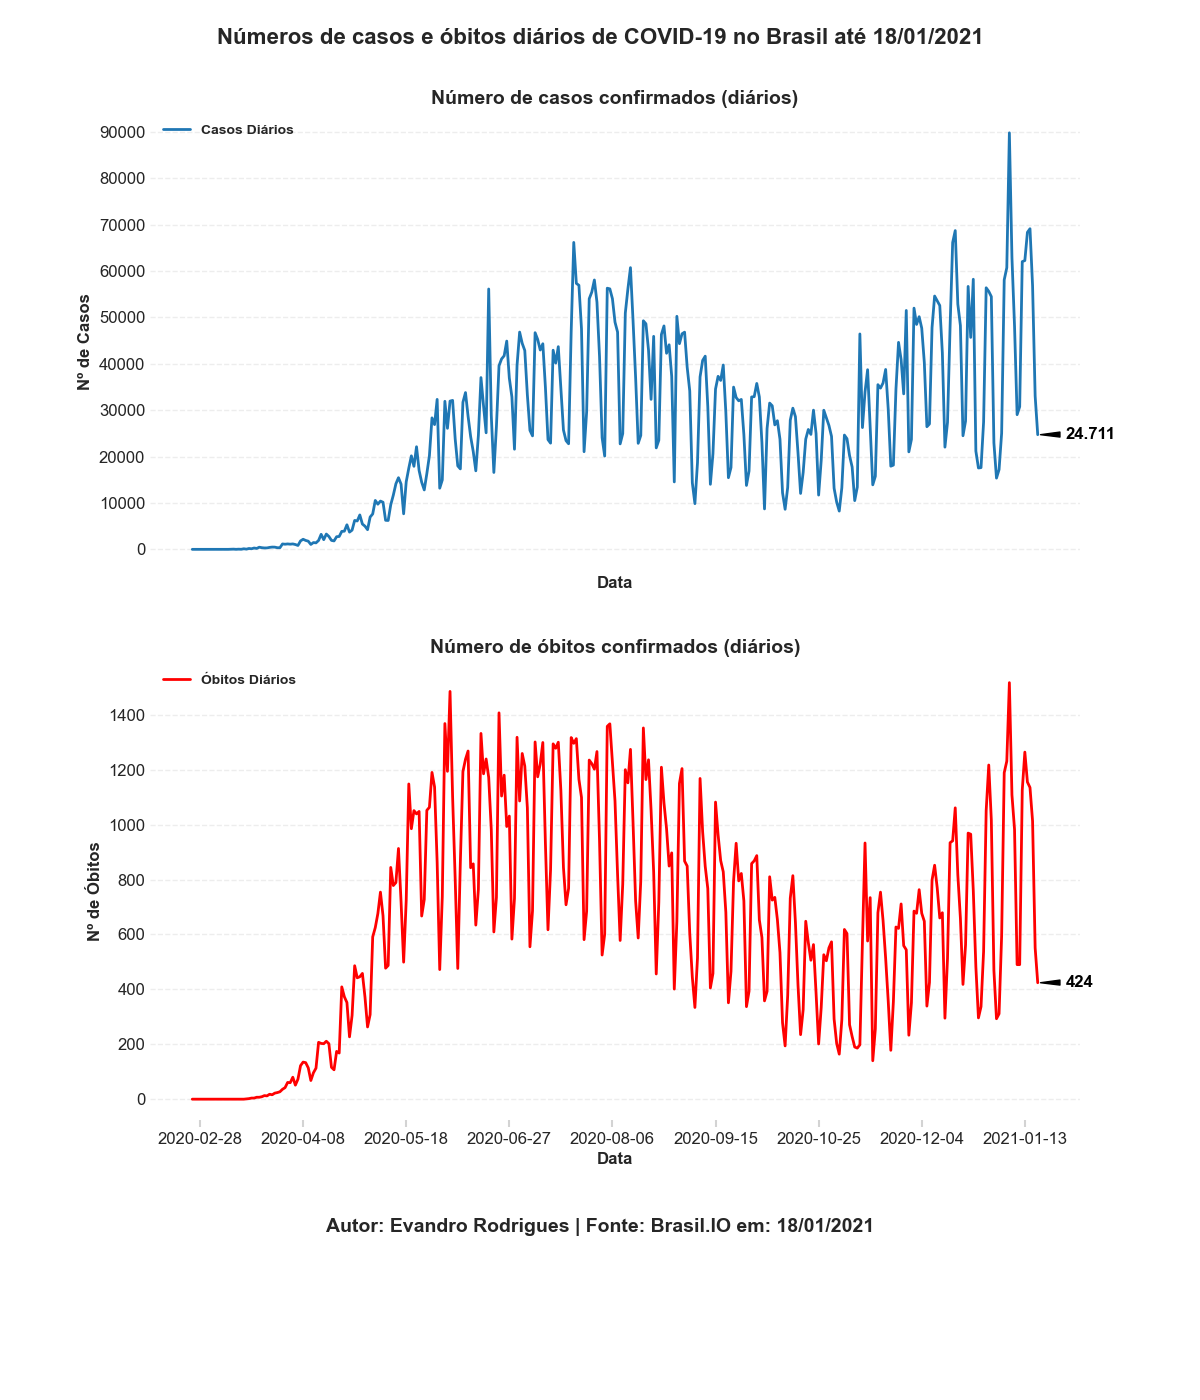 Números de casos e óbitos diários de COVID-19 no Brasil até 18/01/2021
Número de casos confirmados (diários)
Casos Diários
90000
80000
70000
60000
50000
40000
30000
20000
10000
0
Nº de Casos
24.711
Data
Número de óbitos confirmados (diários)
Óbitos Diários
1400
1200
1000
800
600
400
200
0
Nº de Óbitos
424
2020-02-28 2020-04-08 2020-05-18 2020-06-27 2020-08-06 2020-09-15 2020-10-25 2020-12-04 2021-01-13
Data
Autor: Evandro Rodrigues | Fonte: Brasil.IO em: 18/01/2021